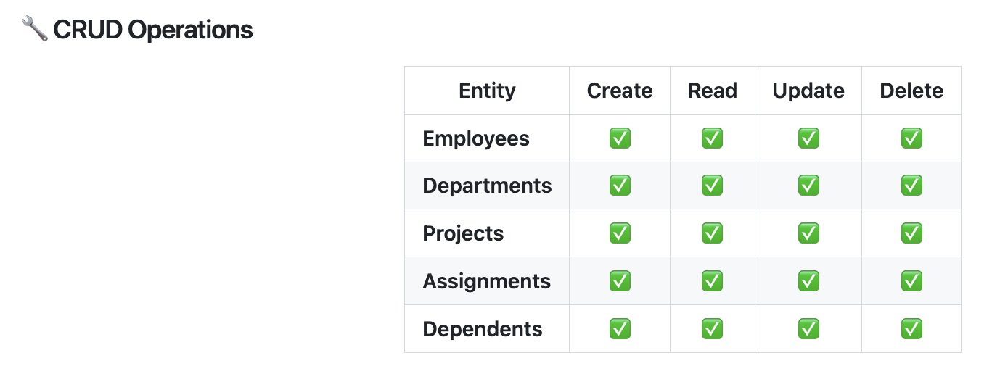 🔧 CRUD Operations
Entity Create Read Update Delete
Employees ✅ ✅ ✅ ✅
Departments ✅ ✅ ✅ ✅
Projects ✅ ✅ ✅ ✅
Assignments ✅ ✅ ✅ ✅
Dependents ✅ ✅ ✅ ✅